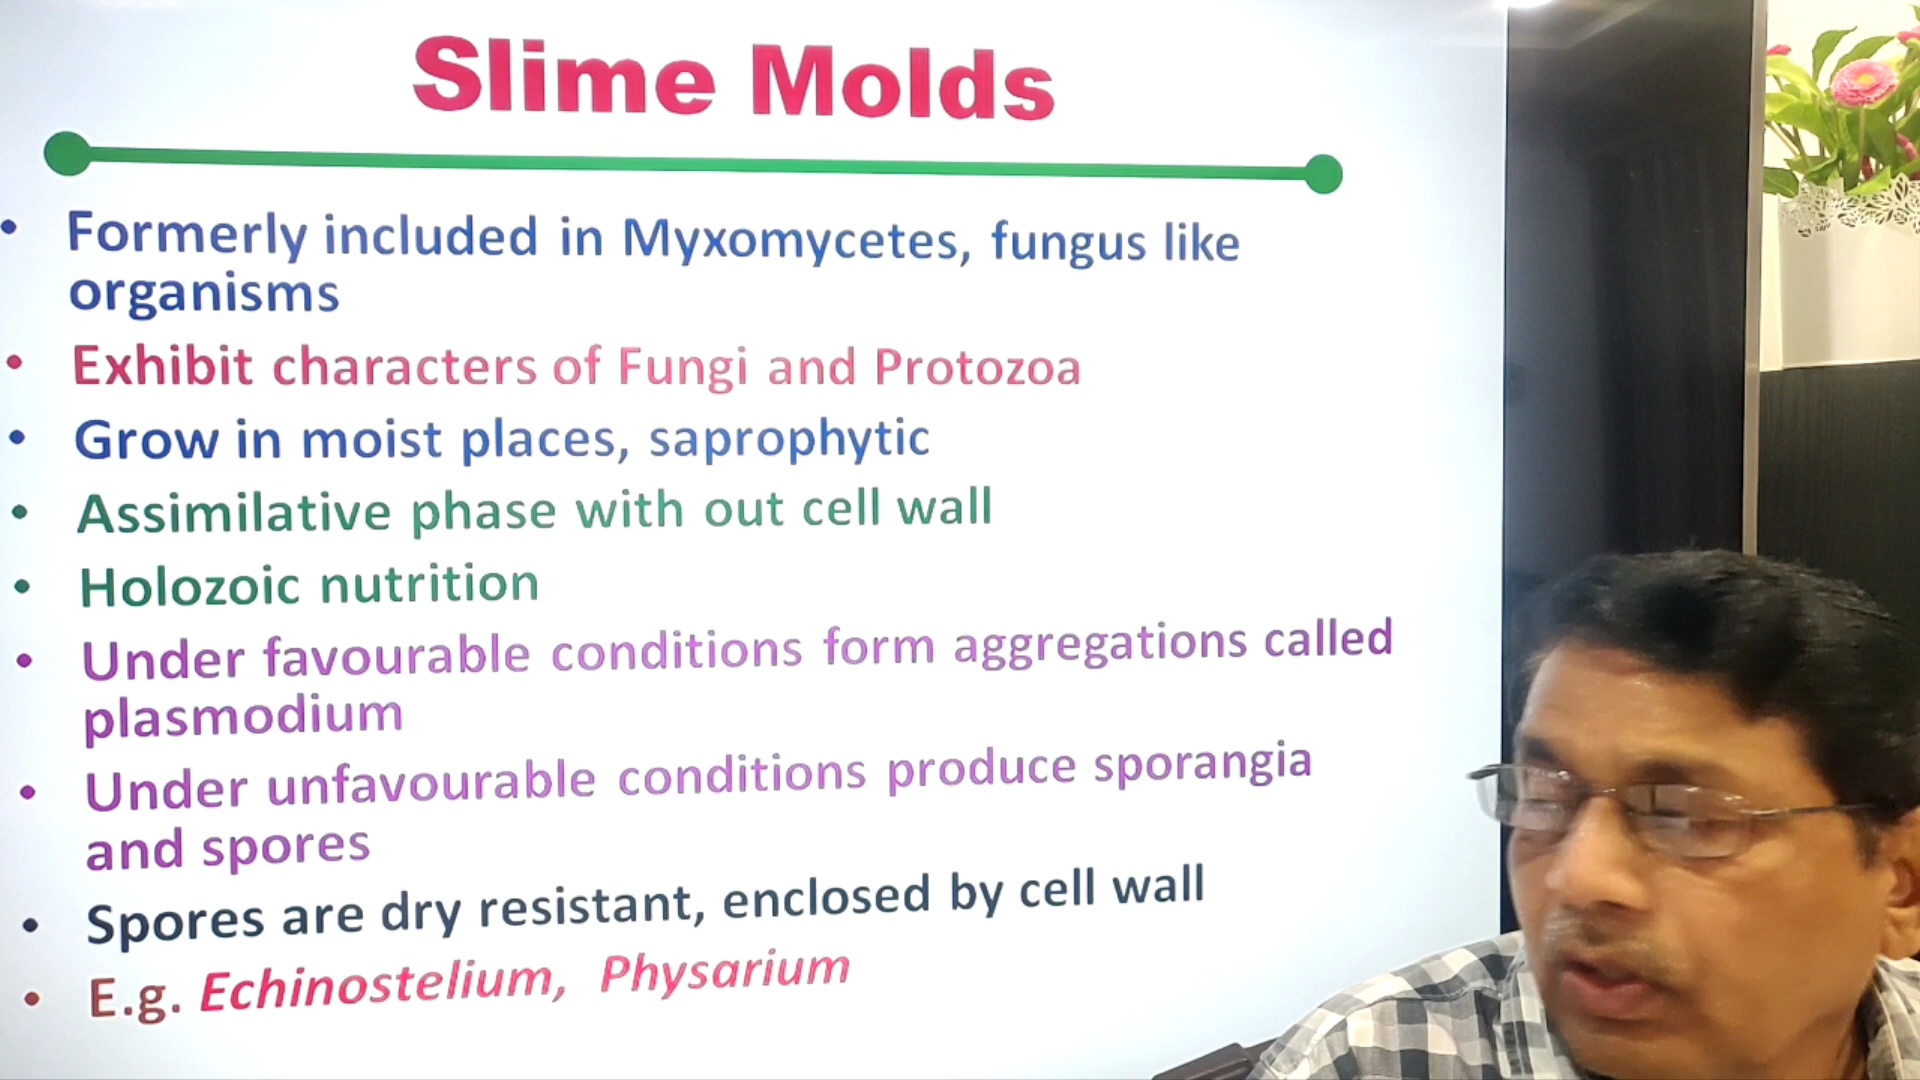 Slime Molds
• Formerly included in Myxomycetes, fungus like
organisms
• Exhibit characters of Fungi and Protozoa
• Grow in moist places, saprophytic
• Assimilative phase with out cell wall
• Holozoic nutrition
• Under favourable conditions form aggregations called
plasmodium
• Under unfavourable conditions produce sporangia
and spores
• Spores are dry resistant, enclosed by cell wall
• E.g. Echinostelium, Physarium